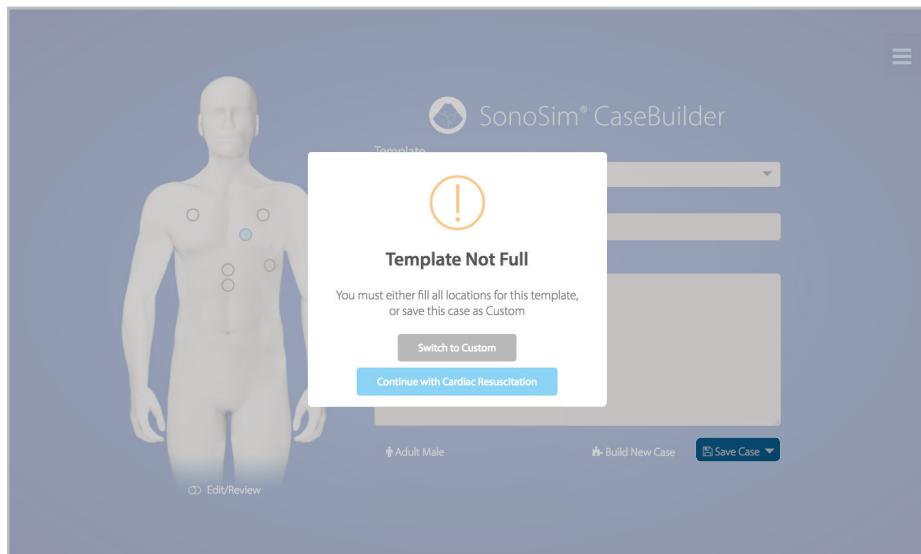 SonoSim® CaseBuilder
Template
Template Not Full
You must either fill all locations for this template,
or save this case as Custom
Switch to Custom
Continue with Cardiac Resuscitation
Adult Male
Build New Case
Save Case
Edit/Review